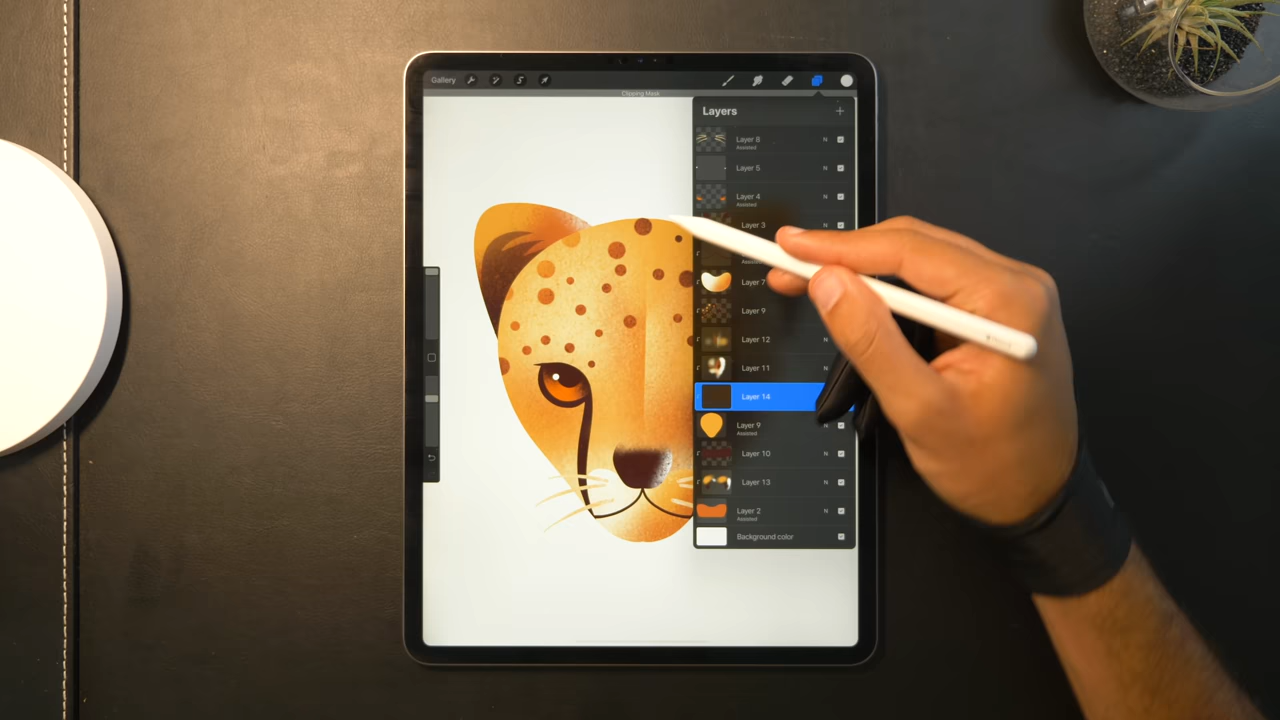 Gallery
Clipping Mask
Layers
Layer 8 N
Assisted
Layer 5 N
Layer 4 N
Assisted
Layer 3 N
Assisted
Layer 7
Layer 9
Layer 12
Layer 11 N
Layer 14
Layer 9 N
Assisted
Layer 10 N
Layer 13 N
Layer 2 N
Assisted
Background color